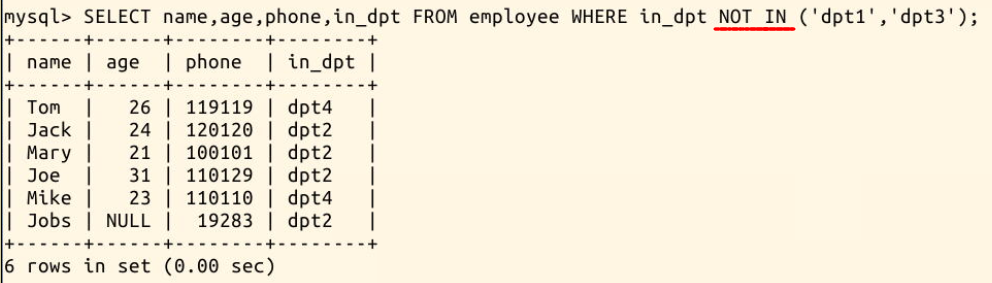 mysql> SELECT name,age,phone,in_dpt FROM employee WHERE in_dpt NOT IN ('dpt1','dpt3');
+------+------+--------+--------+
| name | age  | phone  | in_dpt |
+------+------+--------+--------+
| Tom  |   26 | 119119 | dpt4   |
| Jack |   24 | 120120 | dpt2   |
| Mary |   21 | 100101 | dpt2   |
| Joe  |   31 | 110129 | dpt2   |
| Mike |   23 | 110110 | dpt4   |
| Jobs | NULL |  19283 | dpt2   |
+------+------+--------+--------+
6 rows in set (0.00 sec)